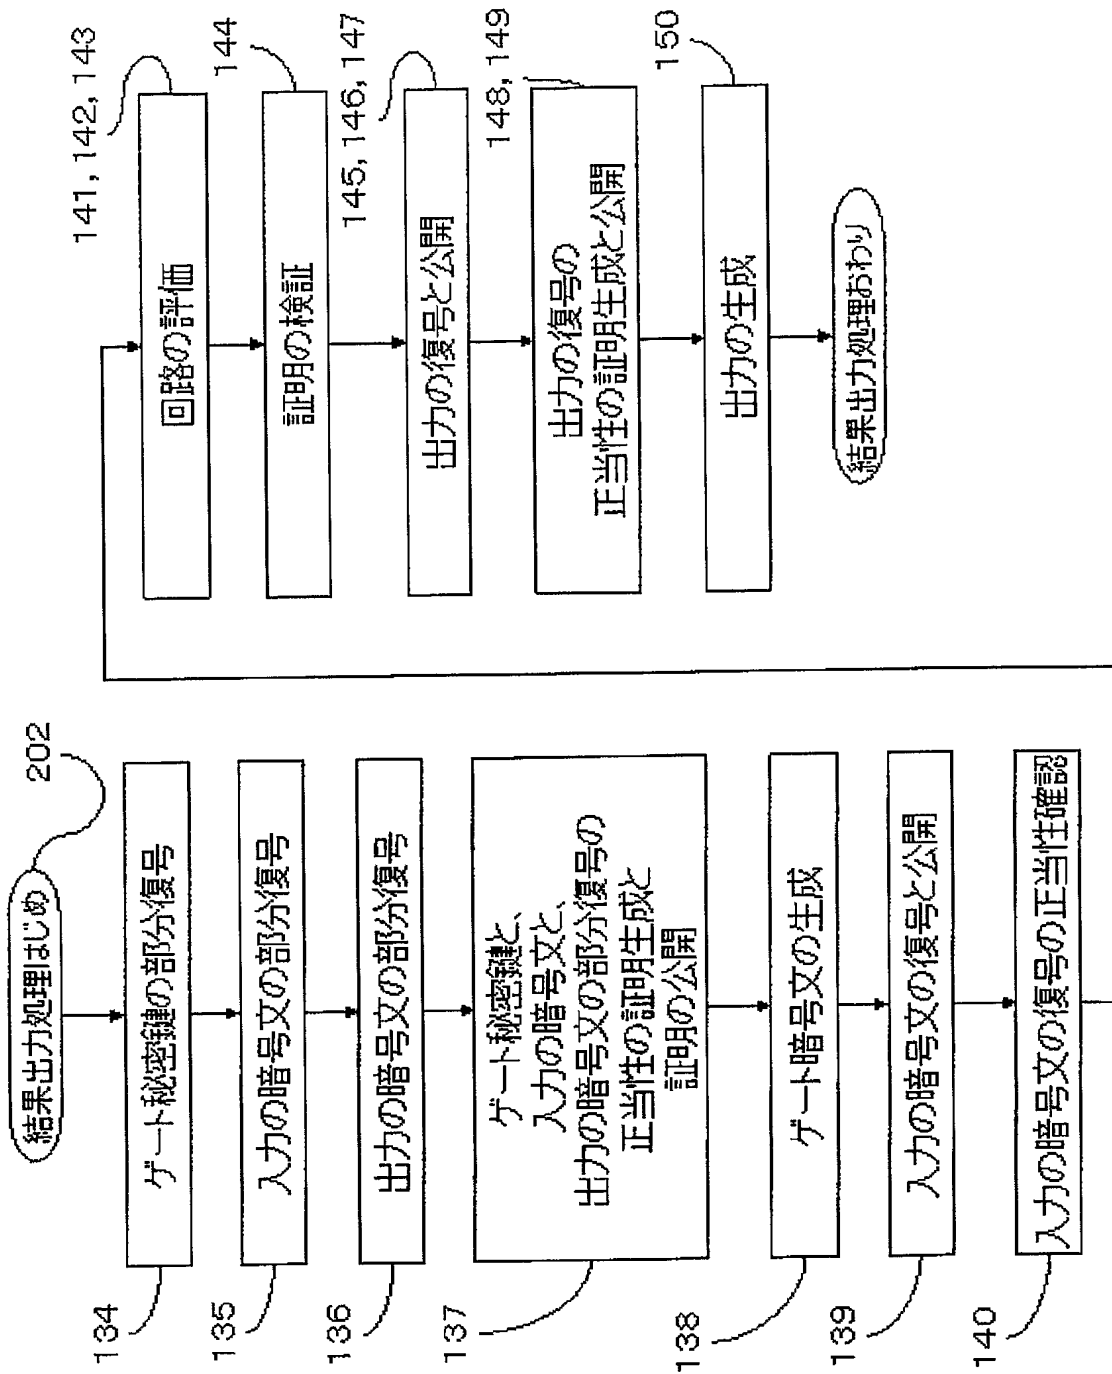 結果出力処理はじめ
202
ゲート秘密鍵の部分復号
134
入力の暗号文の部分復号
135
出力の暗号文の部分復号
136
ゲート秘密鍵と、
入力の暗号文と、
出力の暗号文の部分復号の
正当性の証明生成と
証明の公開
137
ゲート暗号文の生成
138
入力の暗号文の復号と公開
139
入力の暗号文の復号の正当性確認
140
回路の評価
141, 142, 143
証明の検証
144
出力の復号と公開
145, 146, 147
出力の復号の
正当性の証明生成と公開
148, 149
出力の生成
150
結果出力処理おわり